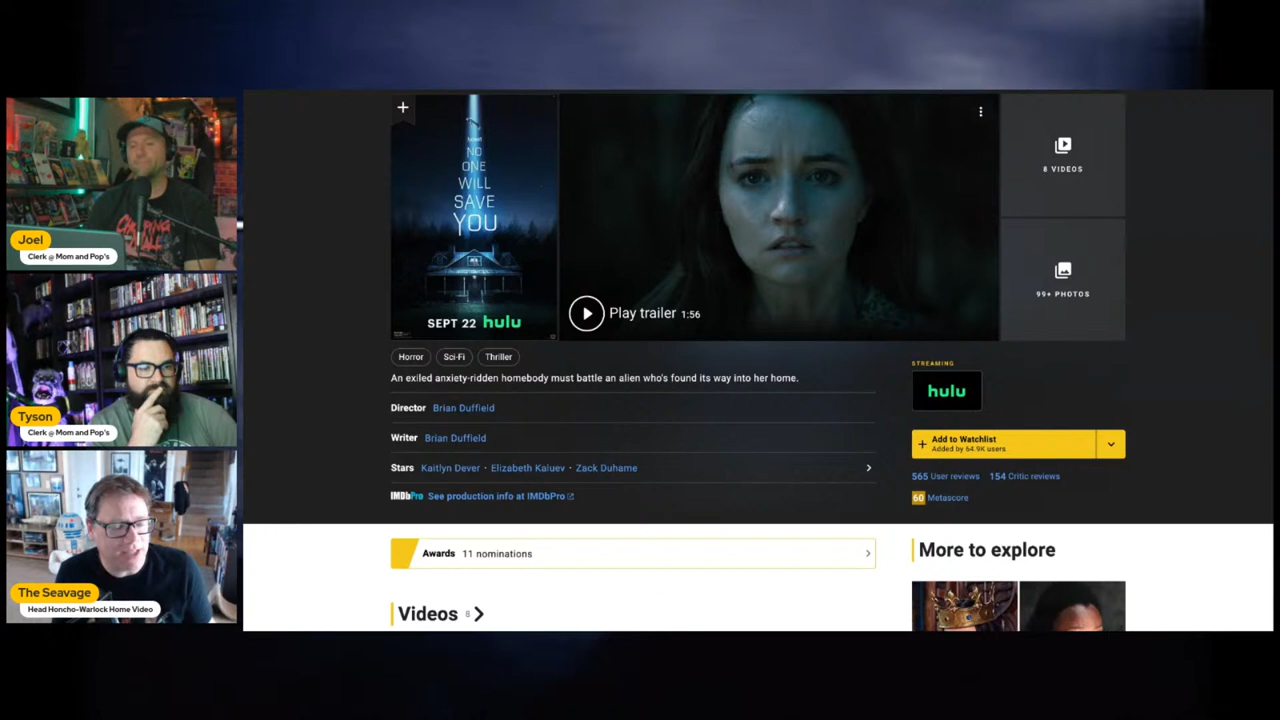 Joel
Clerk @ Mom and Pop's
Tyson
Clerk @ Mom and Pop's
The Seavage
Head Honcho-Warlock Home Video
+
NO
ONE
WILL
SAVE
YOU
SEPT 22 hulu
Play trailer 1:56
8 VIDEOS
99+ PHOTOS
Horror Sci-Fi Thriller
An exiled anxiety-ridden homebody must battle an alien who's found its way into her home.
Director Brian Duffield
Writer Brian Duffield
Stars Kaitlyn Dever · Elizabeth Kaluev · Zack Duhame
IMDbPro See production info at IMDbPro
STREAMING
hulu
+ Add to Watchlist
Added by 64.9K users
565 User reviews 154 Critic reviews
60 Metascore
Awards 11 nominations
Videos 8
More to explore